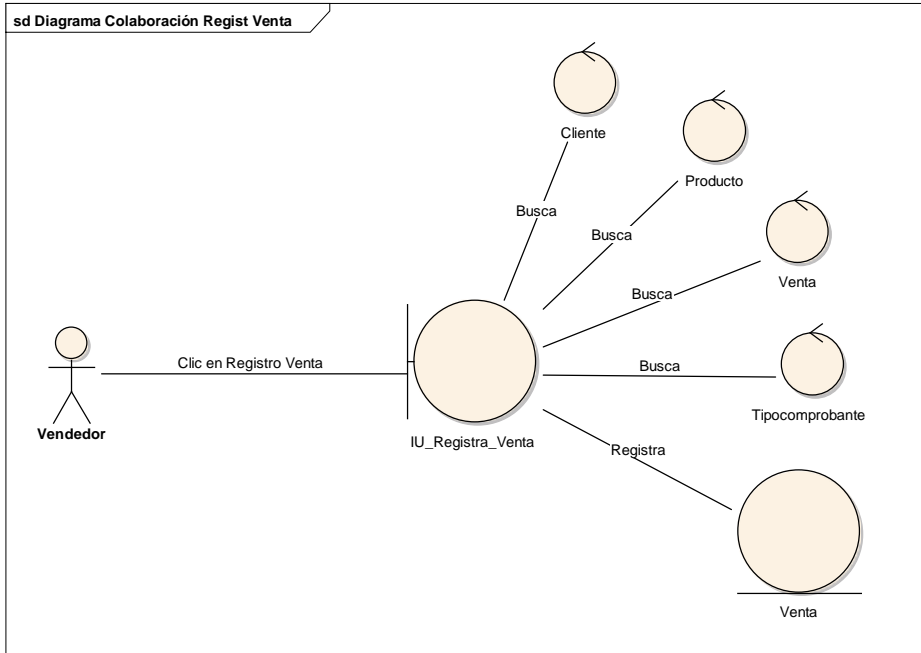 sd Diagrama Colaboración Regist Venta
Cliente
Producto
Busca
Busca
Venta
Busca
Clic en Registro Venta
Busca
Tipocomprobante
Vendedor
IU_Registra_Venta
Registra
Venta